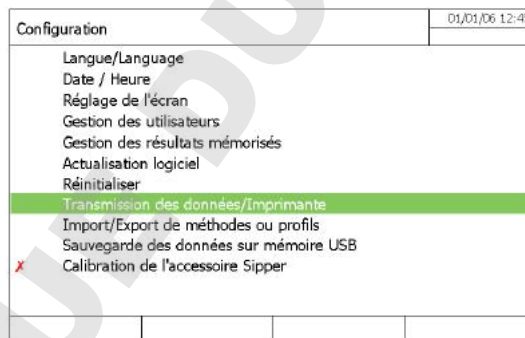 Configuration
01/01/06 12:4
Langue/Language
Date / Heure
Réglage de l'écran
Gestion des utilisateurs
Gestion des résultats mémorisés
Actualisation logiciel
Réinitialiser
Transmission des données/Imprimante
Import/Export de méthodes ou profils
Sauvegarde des données sur mémoire USB
✗ Calibration de l'accessoire Sipper